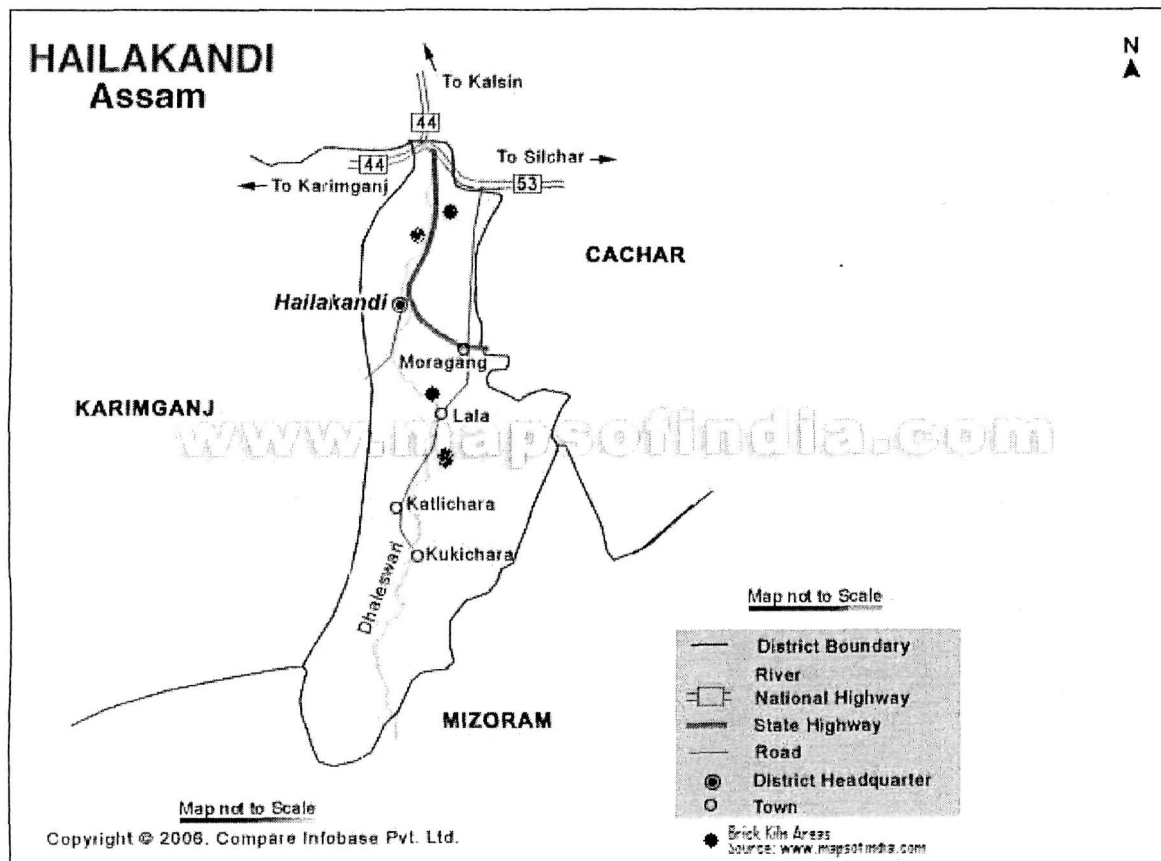 HAILAKANDI
Assam
N
To Kalsin
44
To Silchar
44
To Karimganj
53
CACHAR
Hailakandi
Moragang
KARIMGANJ
Lala
www.mapsofindia.com
Katlichara
Kukichara
Dhaleswari
Map not to Scale
District Boundary
River
National Highway
MIZORAM
State Highway
Road
District Headquarter
Town
Map not to Scale
Brick Kiln Areas
Copyright © 2006. Compare Infobase Pvt. Ltd.
Source: www.mapsofindia.com